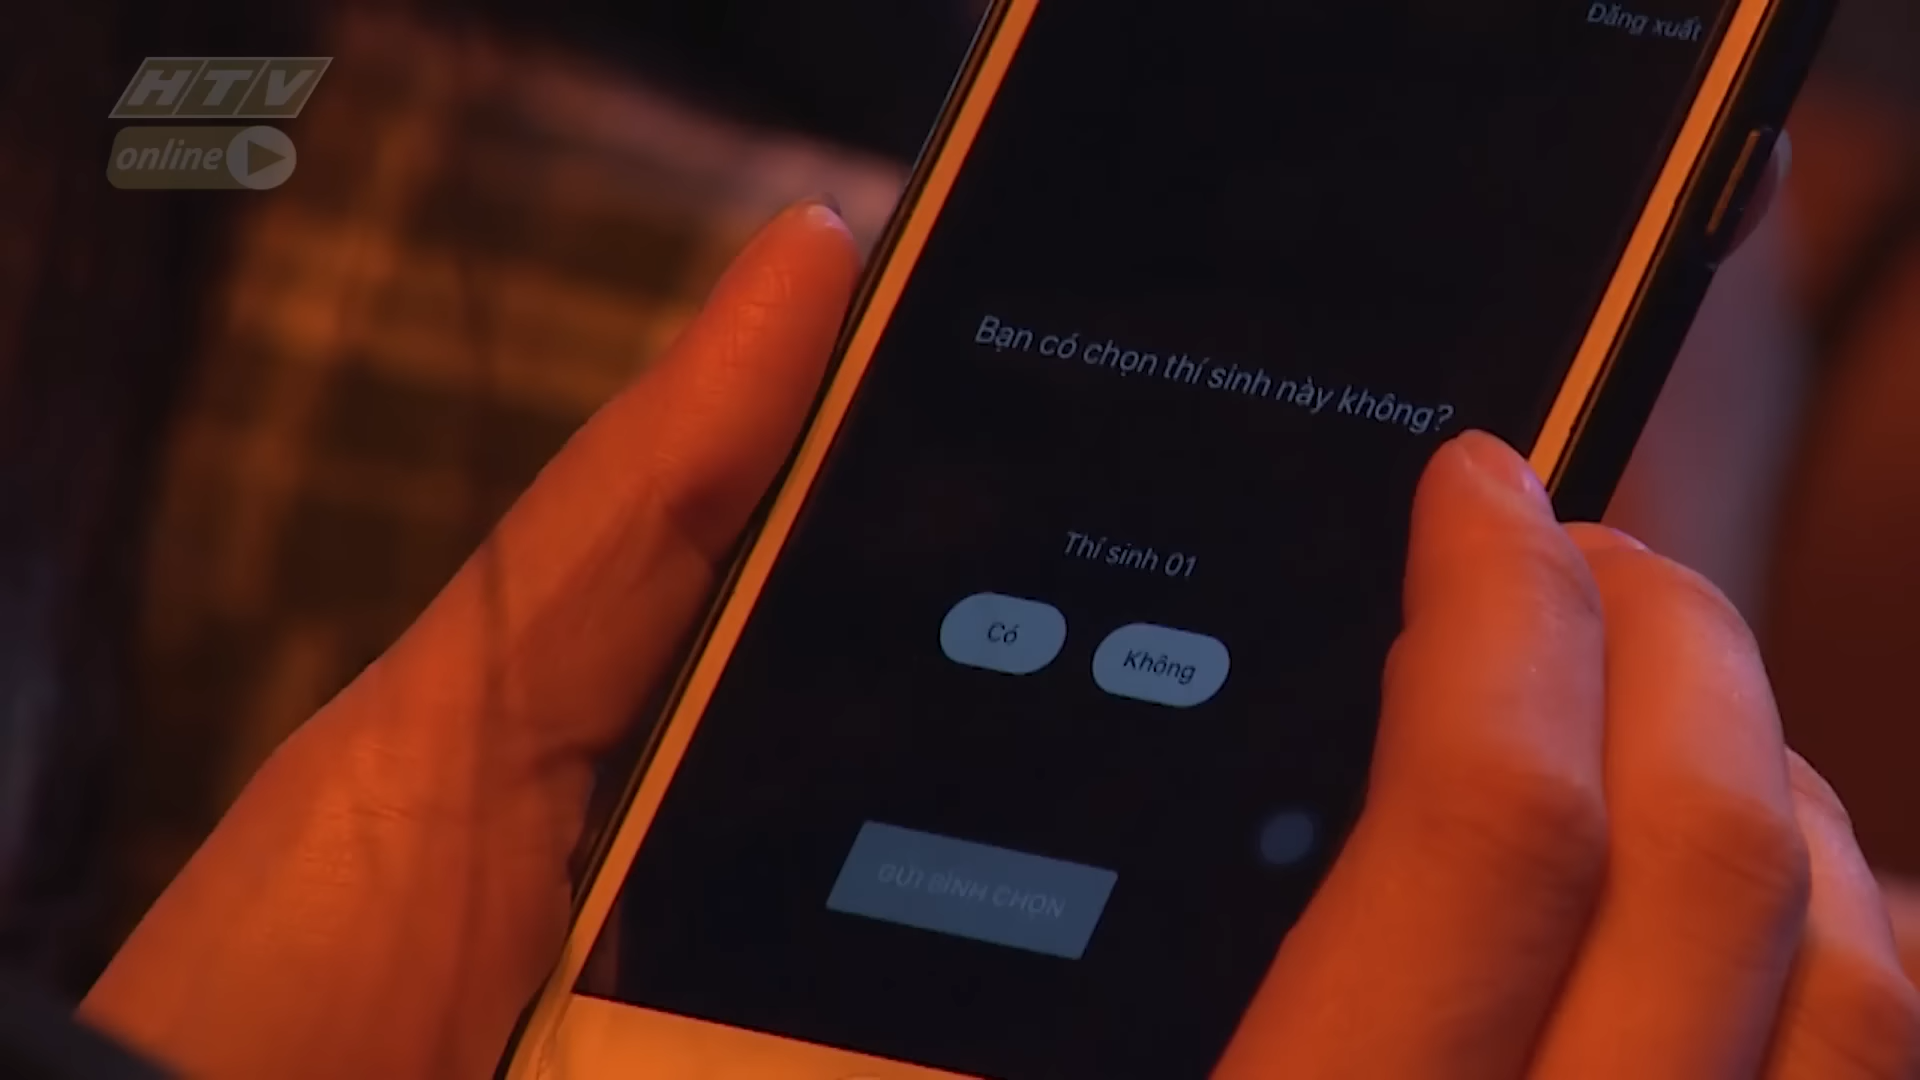 HTV
online
Đăng xuất
Bạn có chọn thí sinh này không?
Thí sinh 01
Có
Không
GỬI BÌNH CHỌN